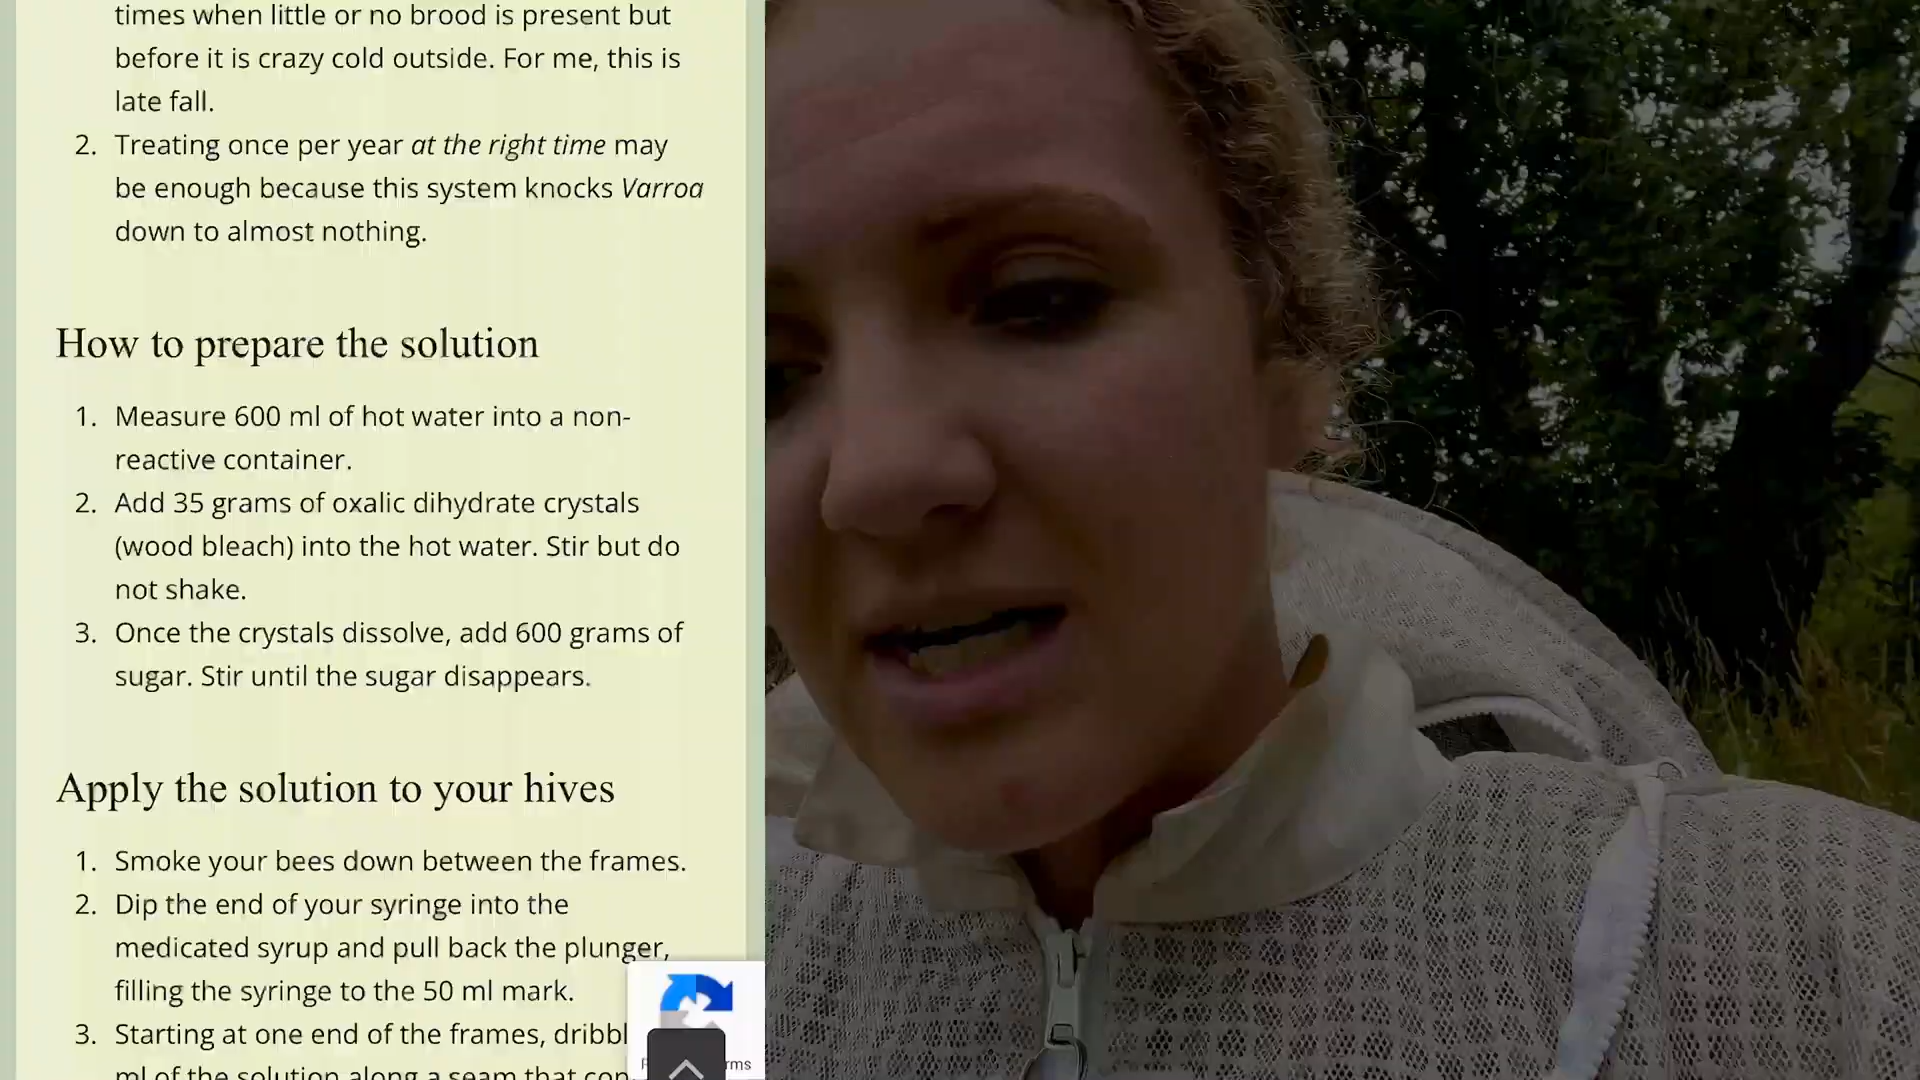 times when little or no brood is present but
before it is crazy cold outside. For me, this is
late fall.
2. Treating once per year at the right time may
be enough because this system knocks Varroa
down to almost nothing.
How to prepare the solution
1. Measure 600 ml of hot water into a non-
reactive container.
2. Add 35 grams of oxalic dihydrate crystals
(wood bleach) into the hot water. Stir but do
not shake.
3. Once the crystals dissolve, add 600 grams of
sugar. Stir until the sugar disappears.
Apply the solution to your hives
1. Smoke your bees down between the frames.
2. Dip the end of your syringe into the
medicated syrup and pull back the plunger,
filling the syringe to the 50 ml mark.
3. Starting at one end of the frames,
ml of the solution along a seam that